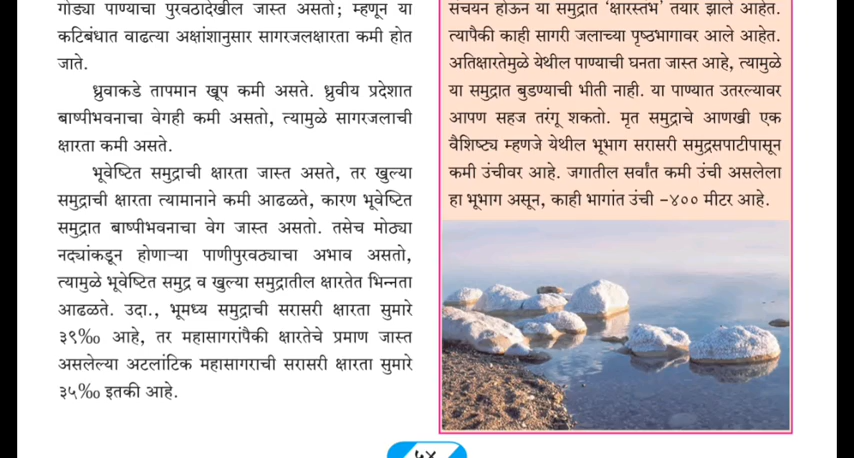 गोड्या पाण्याचा पुरवठादेखील जास्त असतो; म्हणून या
कटिबंधात वाढत्या अक्षांशानुसार सागरजलक्षारता कमी होत
जाते.
ध्रुवाकडे तापमान खूप कमी असते. ध्रुवीय प्रदेशात
बाष्पीभवनाचा वेगही कमी असतो, त्यामुळे सागरजलाची
क्षारता कमी असते.
भूवेष्टित समुद्राची क्षारता जास्त असते, तर खुल्या
समुद्राची क्षारता त्यामानाने कमी आढळते, कारण भूवेष्टित
समुद्रात बाष्पीभवनाचा वेग जास्त असतो. तसेच मोठ्या
नद्यांकडून होणाऱ्या पाणीपुरवठ्याचा अभाव असतो,
त्यामुळे भूवेष्टित समुद्र व खुल्या समुद्रातील क्षारतेत भिन्नता
आढळते. उदा., भूमध्य समुद्राची सरासरी क्षारता सुमारे
३९‰ आहे, तर महासागरांपैकी क्षारतेचे प्रमाण जास्त
असलेल्या अटलांटिक महासागराची सरासरी क्षारता सुमारे
३५‰ इतकी आहे.
संचयन होऊन या समुद्रात ‘क्षारस्तंभ’ तयार झाले आहेत.
त्यापैकी काही सागरी जलाच्या पृष्ठभागावर आले आहेत.
अतिक्षारतेमुळे येथील पाण्याची घनता जास्त आहे, त्यामुळे
या समुद्रात बुडण्याची भीती नाही. या पाण्यात उतरल्यावर
आपण सहज तरंगू शकतो. मृत समुद्राचे आणखी एक
वैशिष्ट्य म्हणजे येथील भूभाग सरासरी समुद्रसपाटीपासून
कमी उंचीवर आहे. जगातील सर्वांत कमी उंची असलेला
हा भूभाग असून, काही भागांत उंची -४०० मीटर आहे.
५४